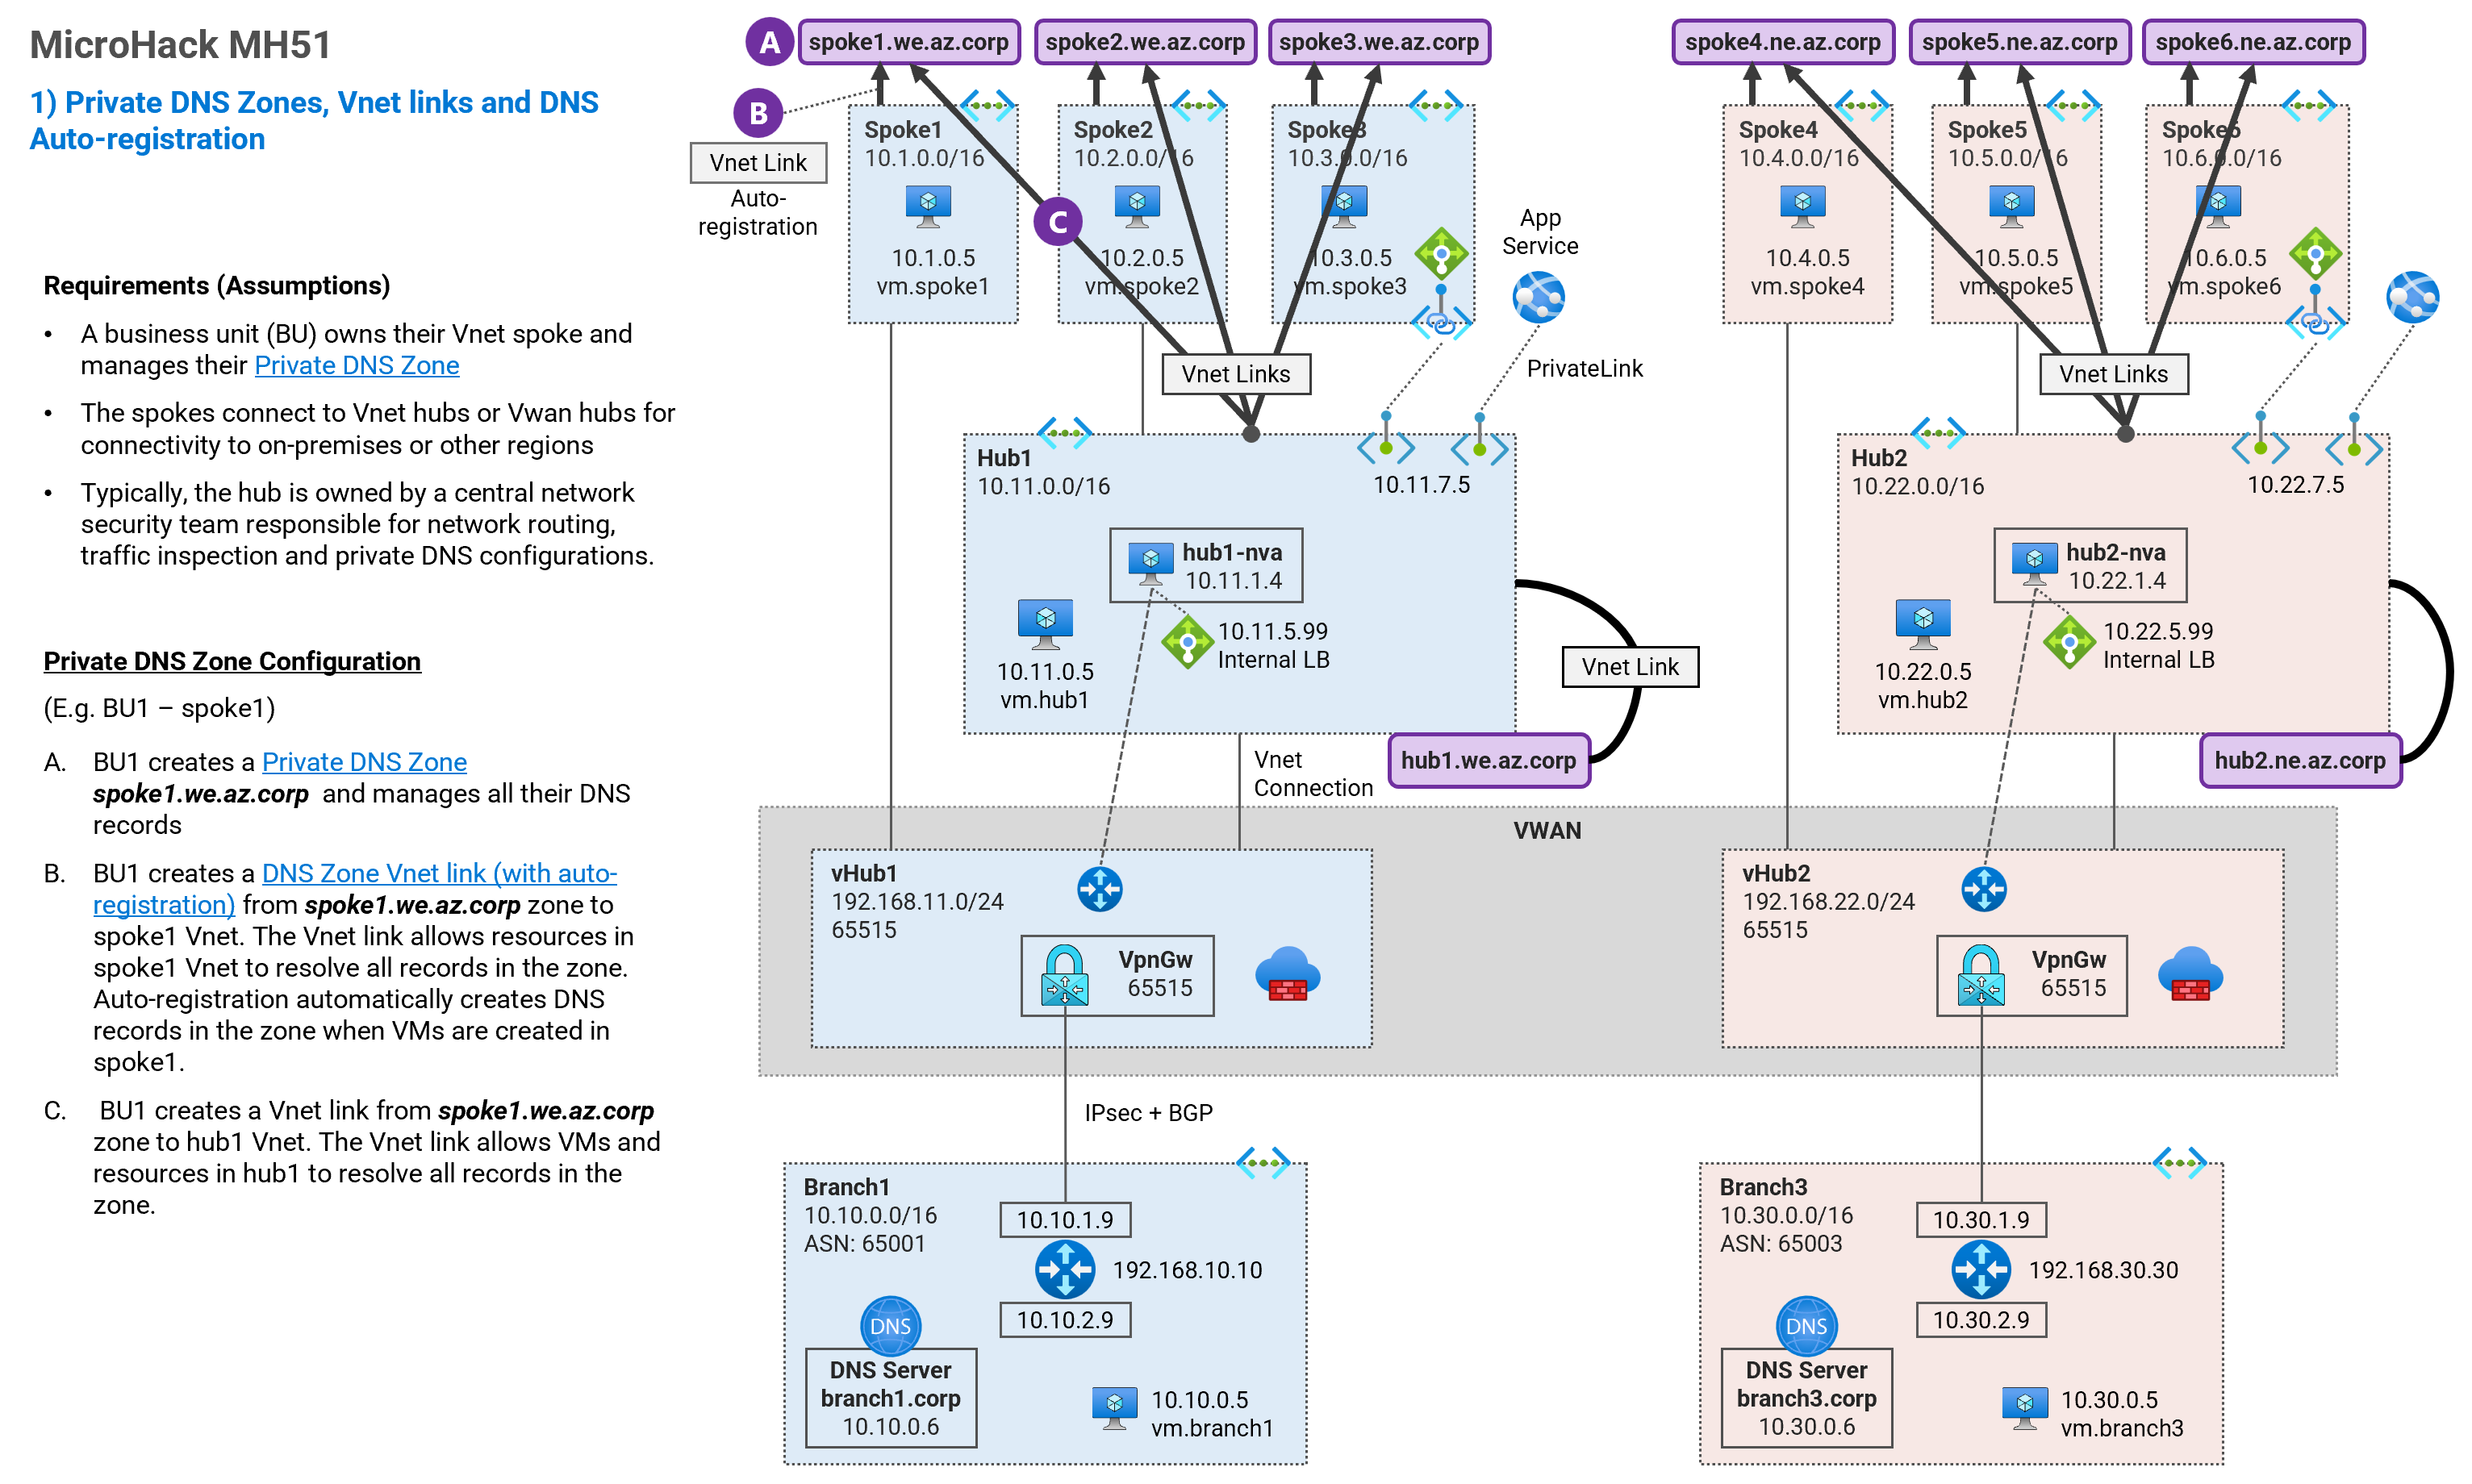 MicroHack MH51
1) Private DNS Zones, Vnet links and DNS
Auto-registration
Requirements (Assumptions)
• A business unit (BU) owns their Vnet spoke and
manages their Private DNS Zone
• The spokes connect to Vnet hubs or Vwan hubs for
connectivity to on-premises or other regions
• Typically, the hub is owned by a central network
security team responsible for network routing,
traffic inspection and private DNS configurations.
Private DNS Zone Configuration
(E.g. BU1 – spoke1)
A. BU1 creates a Private DNS Zone
spoke1.we.az.corp and manages all their DNS
records
B. BU1 creates a DNS Zone Vnet link (with auto-
registration) from spoke1.we.az.corp zone to
spoke1 Vnet. The Vnet link allows resources in
spoke1 Vnet to resolve all records in the zone.
Auto-registration automatically creates DNS
records in the zone when VMs are created in
spoke1.
C. BU1 creates a Vnet link from spoke1.we.az.corp
zone to hub1 Vnet. The Vnet link allows VMs and
resources in hub1 to resolve all records in the
zone.
A
spoke1.we.az.corp
spoke2.we.az.corp
spoke3.we.az.corp
spoke4.ne.az.corp
spoke5.ne.az.corp
spoke6.ne.az.corp
B
Vnet Link
Auto-
registration
C
Spoke1
10.1.0.0/16
10.1.0.5
vm.spoke1
Spoke2
10.2.0.0/16
10.2.0.5
vm.spoke2
Spoke3
10.3.0.0/16
10.3.0.5
vm.spoke3
App
Service
PrivateLink
Spoke4
10.4.0.0/16
10.4.0.5
vm.spoke4
Spoke5
10.5.0.0/16
10.5.0.5
vm.spoke5
Spoke6
10.6.0.0/16
10.6.0.5
vm.spoke6
Vnet Links
Vnet Links
Hub1
10.11.0.0/16
10.11.7.5
hub1-nva
10.11.1.4
10.11.5.99
Internal LB
10.11.0.5
vm.hub1
Vnet Link
hub1.we.az.corp
Vnet
Connection
Hub2
10.22.0.0/16
10.22.7.5
hub2-nva
10.22.1.4
10.22.5.99
Internal LB
10.22.0.5
vm.hub2
hub2.ne.az.corp
VWAN
vHub1
192.168.11.0/24
65515
VpnGw
65515
vHub2
192.168.22.0/24
65515
VpnGw
65515
IPsec + BGP
Branch1
10.10.0.0/16
ASN: 65001
10.10.1.9
192.168.10.10
10.10.2.9
DNS
DNS Server
branch1.corp
10.10.0.6
10.10.0.5
vm.branch1
Branch3
10.30.0.0/16
ASN: 65003
10.30.1.9
192.168.30.30
10.30.2.9
DNS
DNS Server
branch3.corp
10.30.0.6
10.30.0.5
vm.branch3